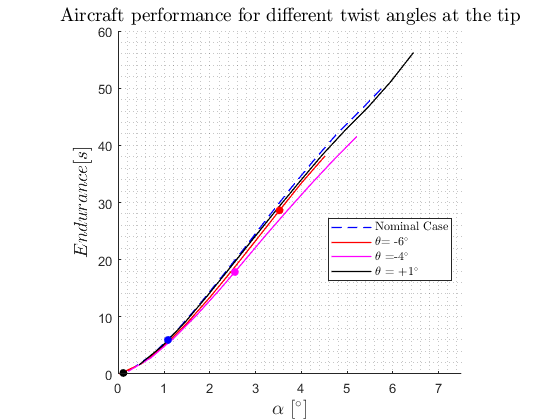 Aircraft performance for different twist angles at the tip
60
50
40
30
20
10
0
Endurance[s]
Nominal Case
θ= -6°
θ =-4°
θ = +1°
0 1 2 3 4 5 6 7
α [°]